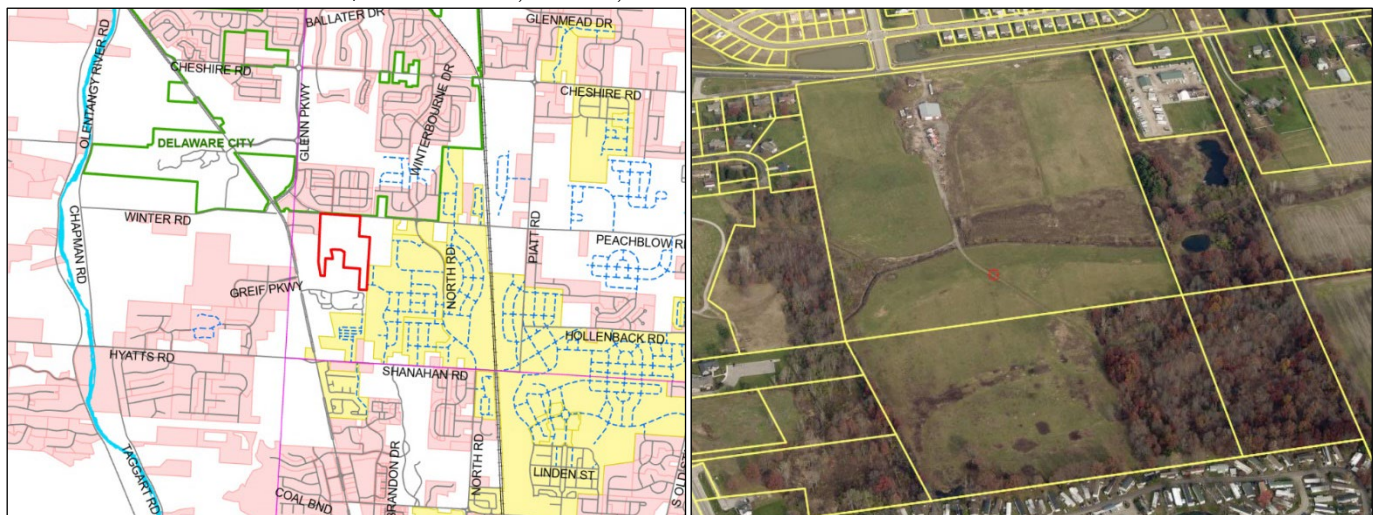 BALLATER DR
GLENMEAD DR
OLENTANGY RIVER RD
CHESHIRE RD
GLENN PKWY
WINTERBOURNE DR
CHESHIRE RD
DELAWARE CITY
WINTER RD
CHAPMAN RD
NORTH RD
PIATT RD
PEACHBLOW R
GREIF PKWY
HOLLENBACK RD
HYATTS RD
SHANAHAN RD
TAGGART RD
COAL BND
BRANDON DR
NORTH RD
LINDEN ST